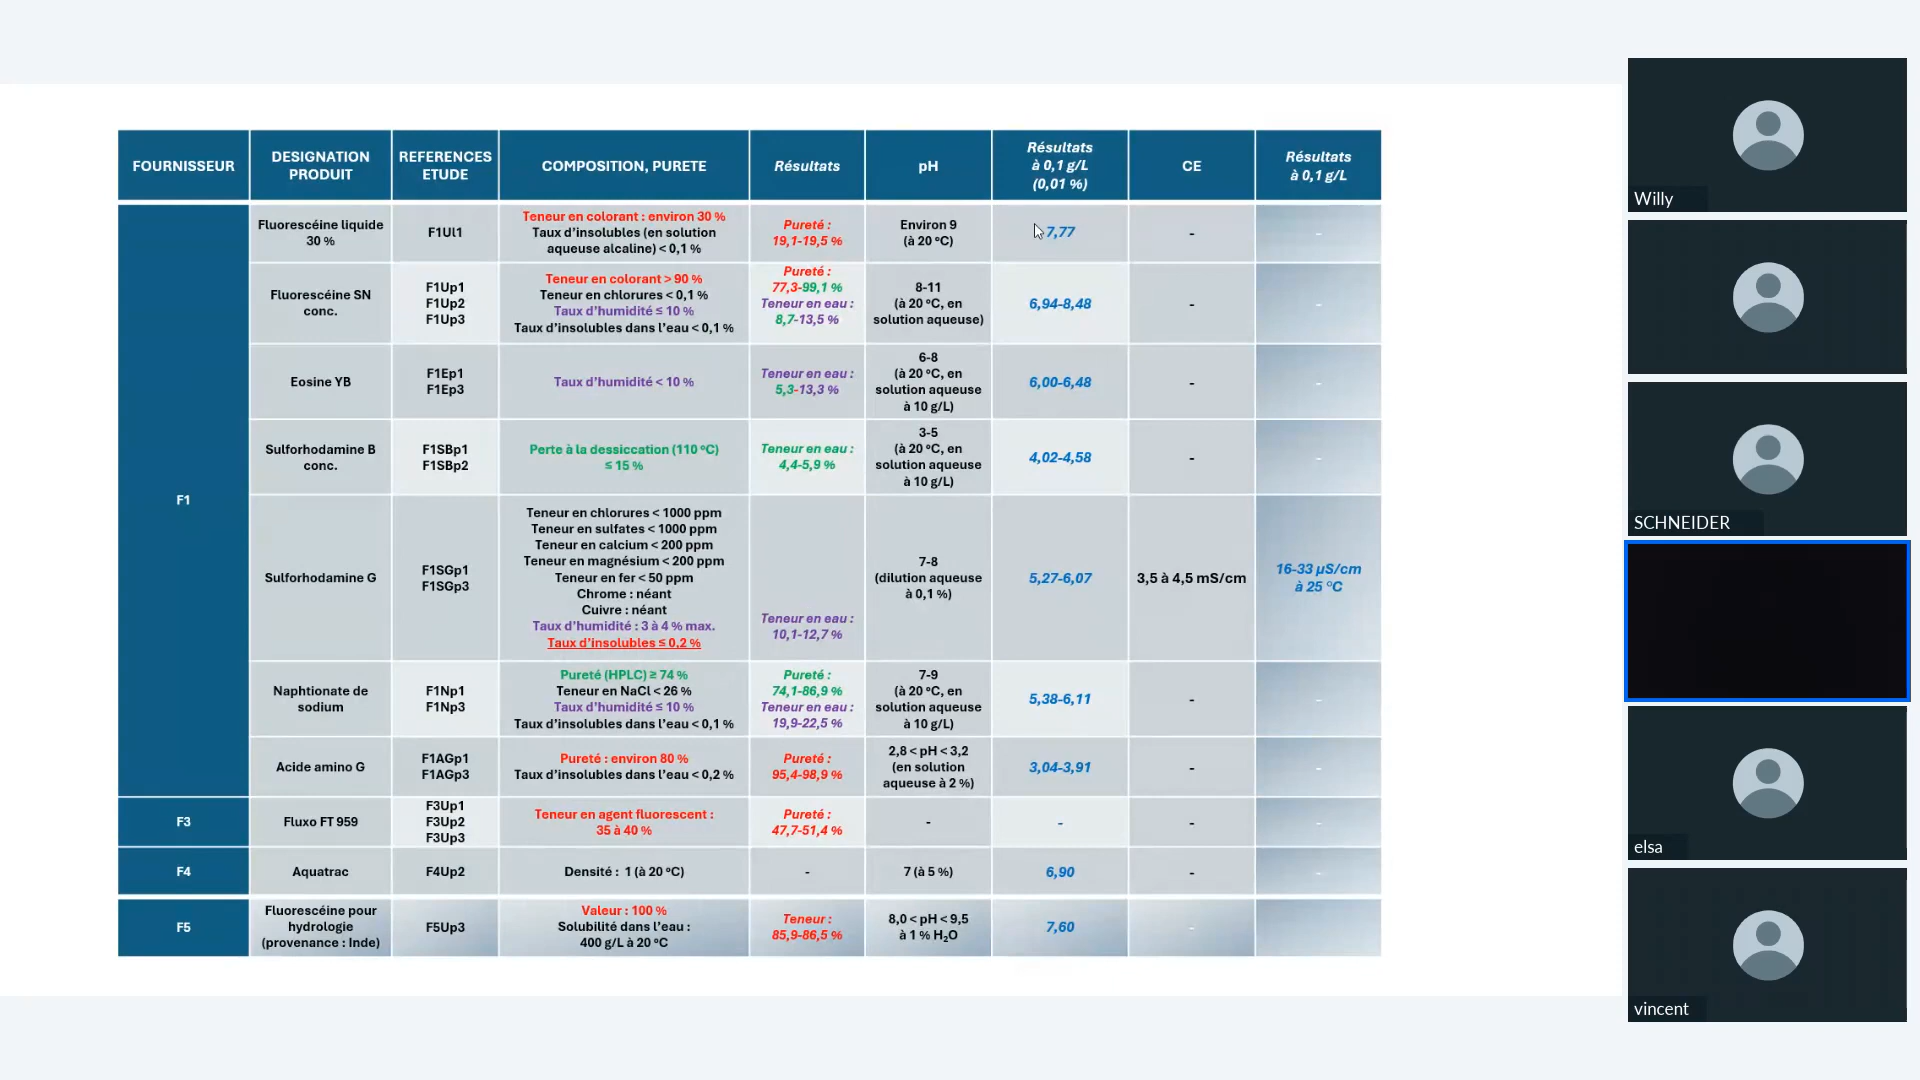 FOURNISSEUR
DESIGNATION
PRODUIT
REFERENCES
ETUDE
COMPOSITION, PURETE
Résultats
pH
Résultats
à 0,1 g/L
(0,01 %)
CE
Résultats
à 0,1 g/L
F1
Fluorescéine liquide
30 %
F1Ul1
Teneur en colorant : environ 30 %
Taux d’insolubles (en solution
aqueuse alcaline) < 0,1 %
Pureté :
19,1-19,5 %
Environ 9
(à 20 °C)
7,77
-
-
Fluorescéine SN
conc.
F1Up1
F1Up2
F1Up3
Teneur en colorant > 90 %
Teneur en chlorures < 0,1 %
Taux d’humidité ≤ 10 %
Taux d’insolubles dans l’eau < 0,1 %
Pureté :
77,3-99,1 %
Teneur en eau :
8,7-13,5 %
8-11
(à 20 °C, en
solution aqueuse)
6,94-8,48
-
-
Eosine YB
F1Ep1
F1Ep3
Taux d’humidité < 10 %
Teneur en eau :
5,3-13,3 %
6-8
(à 20 °C, en
solution aqueuse
à 10 g/L)
6,00-6,48
-
-
Sulforhodamine B
conc.
F1SBp1
F1SBp2
Perte à la dessiccation (110 °C)
≤ 15 %
Teneur en eau :
4,4-5,9 %
3-5
(à 20 °C, en
solution aqueuse
à 10 g/L)
4,02-4,58
-
-
Sulforhodamine G
F1SGp1
F1SGp3
Teneur en chlorures < 1000 ppm
Teneur en sulfates < 1000 ppm
Teneur en calcium < 200 ppm
Teneur en magnésium < 200 ppm
Teneur en fer < 50 ppm
Chrome : néant
Cuivre : néant
Taux d’humidité : 3 à 4 % max.
Taux d’insolubles ≤ 0,2 %
Teneur en eau :
10,1-12,7 %
7-8
(dilution aqueuse
à 0,1 %)
5,27-6,07
3,5 à 4,5 mS/cm
16-33 µS/cm
à 25 °C
Naphtionate de
sodium
F1Np1
F1Np3
Pureté (HPLC) ≥ 74 %
Teneur en NaCl < 26 %
Taux d’humidité ≤ 10 %
Taux d’insolubles dans l’eau < 0,1 %
Pureté :
74,1-86,9 %
Teneur en eau :
19,9-22,5 %
7-9
(à 20 °C, en
solution aqueuse
à 10 g/L)
5,38-6,11
-
-
Acide amino G
F1AGp1
F1AGp3
Pureté : environ 80 %
Taux d’insolubles dans l’eau < 0,2 %
Pureté :
95,4-98,9 %
2,8 < pH < 3,2
(en solution
aqueuse à 2 %)
3,04-3,91
-
-
F3
Fluxo FT 959
F3Up1
F3Up2
F3Up3
Teneur en agent fluorescent :
35 à 40 %
Pureté :
47,7-51,4 %
-
-
-
-
F4
Aquatrac
F4Up2
Densité : 1 (à 20 °C)
-
7 (à 5 %)
6,90
-
-
F5
Fluorescéine pour
hydrologie
(provenance : Inde)
F5Up3
Valeur : 100 %
Solubilité dans l’eau :
400 g/L à 20 °C
Teneur :
85,9-86,5 %
8,0 < pH < 9,5
à 1 % H₂O
7,60
-
Willy
SCHNEIDER
elsa
vincent